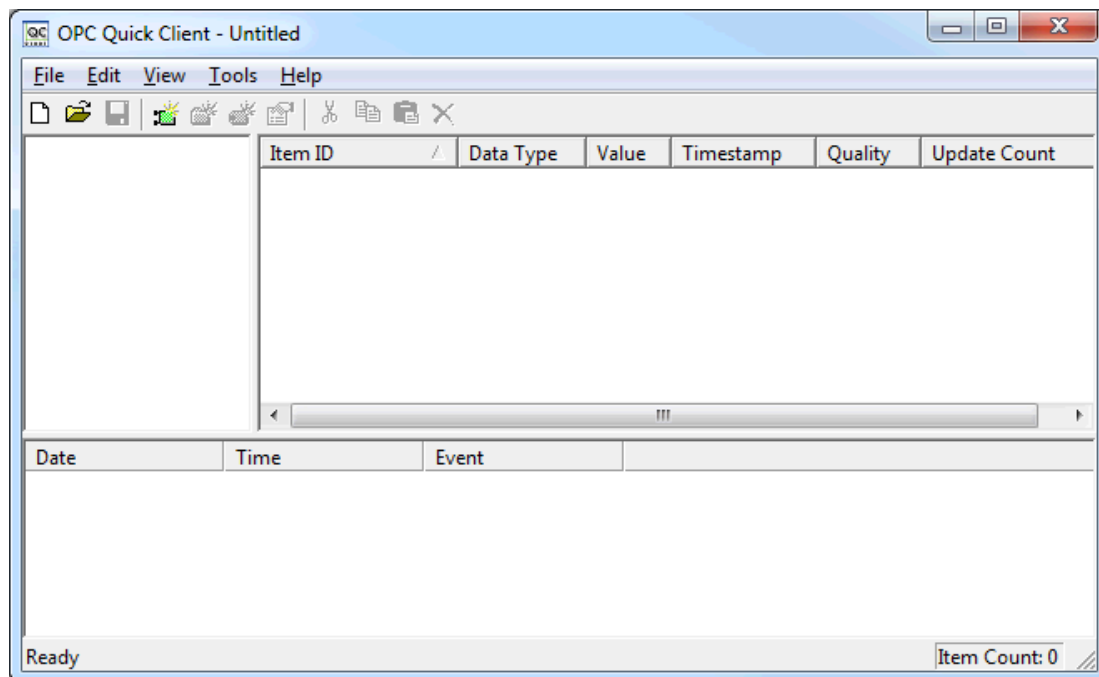 QC OPC Quick Client - Untitled
File Edit View Tools Help
Item ID Data Type Value Timestamp Quality Update Count
Date Time Event
Ready Item Count: 0